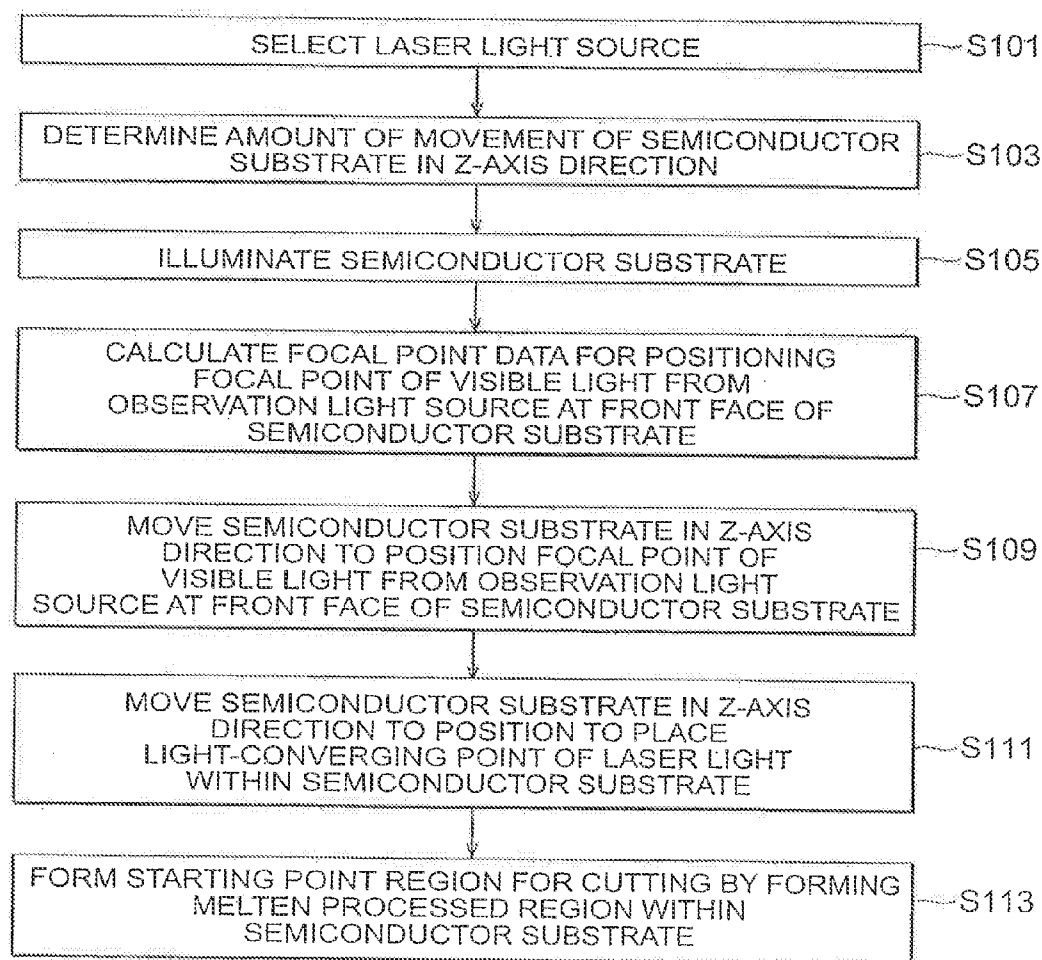 SELECT LASER LIGHT SOURCE
S101
DETERMINE AMOUNT OF MOVEMENT OF SEMICONDUCTOR
SUBSTRATE IN Z-AXIS DIRECTION
S103
ILLUMINATE SEMICONDUCTOR SUBSTRATE
S105
CALCULATE FOCAL POINT DATA FOR POSITIONING
FOCAL POINT OF VISIBLE LIGHT FROM
OBSERVATION LIGHT SOURCE AT FRONT FACE OF
SEMICONDUCTOR SUBSTRATE
S107
MOVE SEMICONDUCTOR SUBSTRATE IN Z-AXIS
DIRECTION TO POSITION FOCAL POINT OF
VISIBLE LIGHT FROM OBSERVATION LIGHT
SOURCE AT FRONT FACE OF SEMICONDUCTOR SUBSTRATE
S109
MOVE SEMICONDUCTOR SUBSTRATE IN Z-AXIS
DIRECTION TO POSITION TO PLACE
LIGHT-CONVERGING POINT OF LASER LIGHT
WITHIN SEMICONDUCTOR SUBSTRATE
S111
FORM STARTING POINT REGION FOR CUTTING BY FORMING
MELTEN PROCESSED REGION WITHIN
SEMICONDUCTOR SUBSTRATE
S113